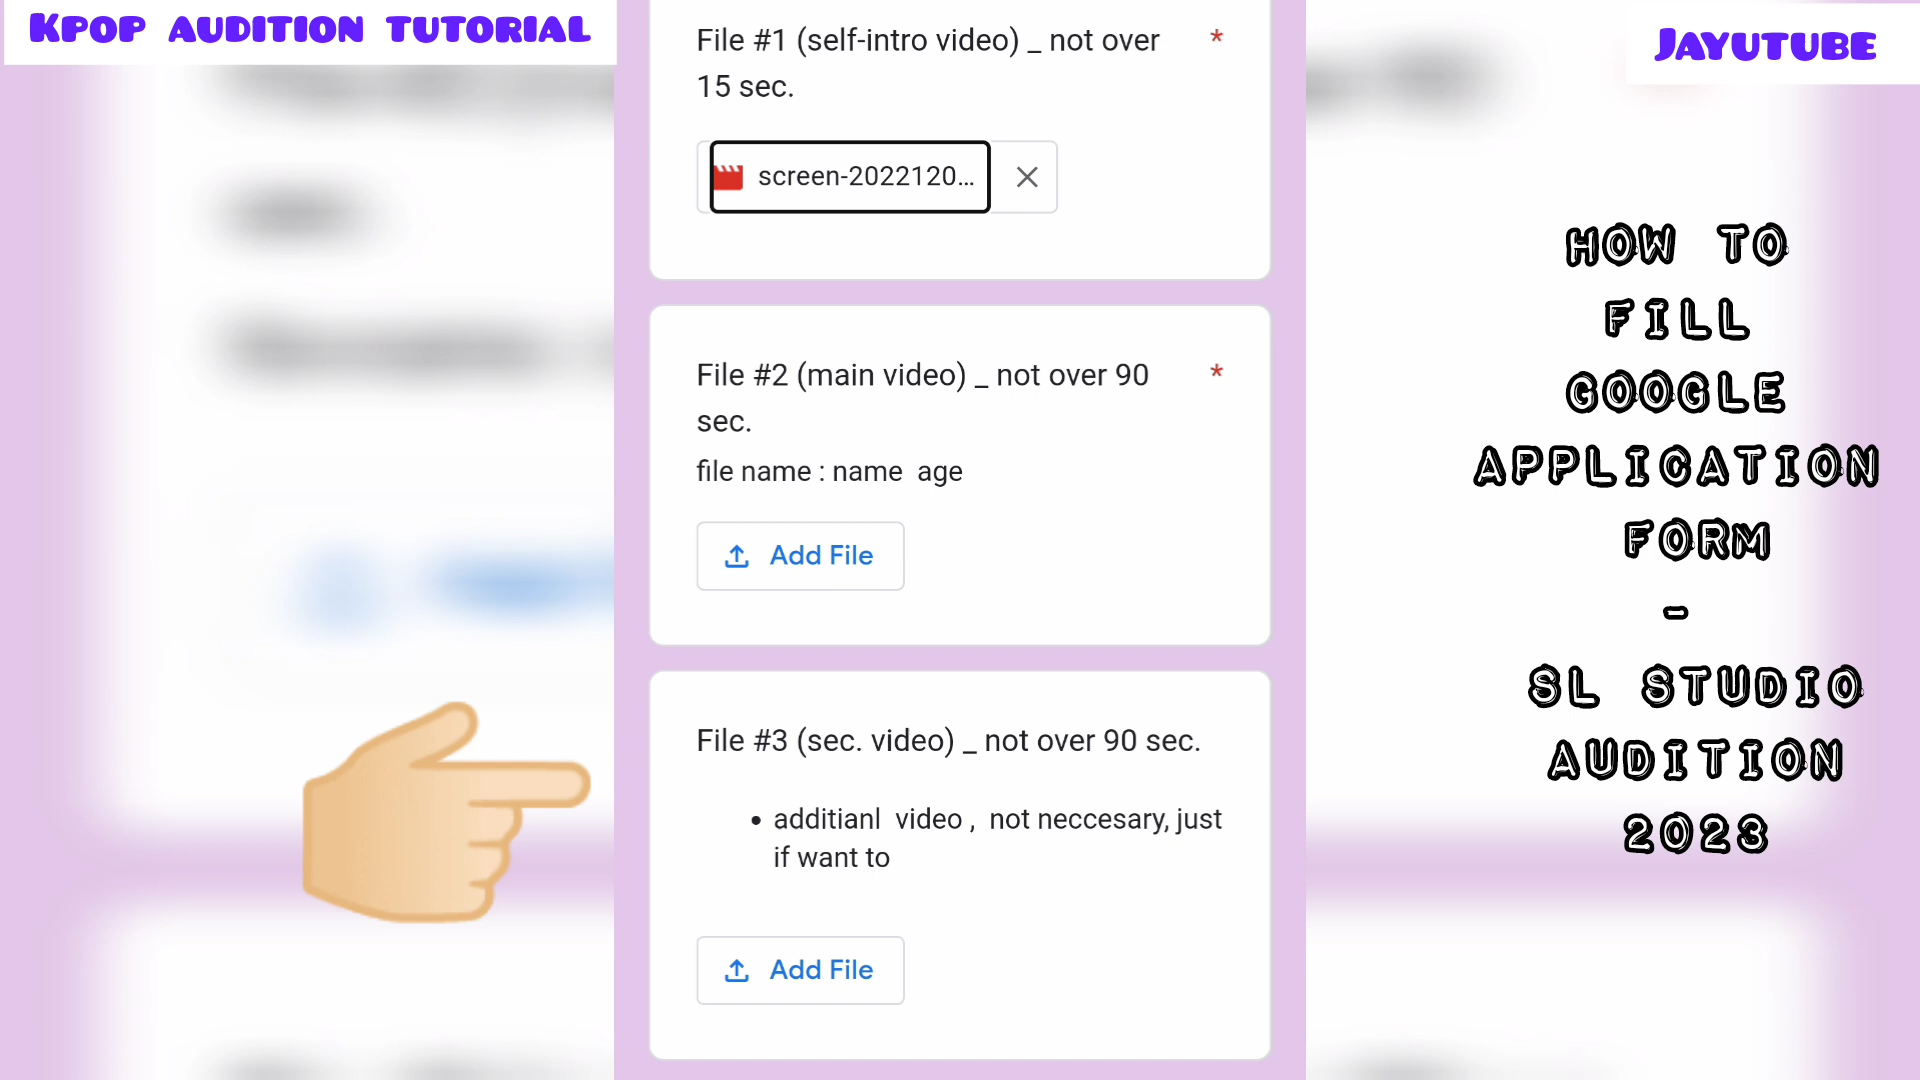 KPOP AUDITION TUTORIAL
JAYUTUBE
File #1 (self-intro video) _ not over *
15 sec.
screen-2022120...
File #2 (main video) _ not over 90 *
sec.
file name : name age
Add File
File #3 (sec. video) _ not over 90 sec.
• additianl video , not neccesary, just
if want to
Add File
HOW TO
FILL
GOOGLE
APPLICATION
FORM
-
SL STUDIO
AUDITION
2023